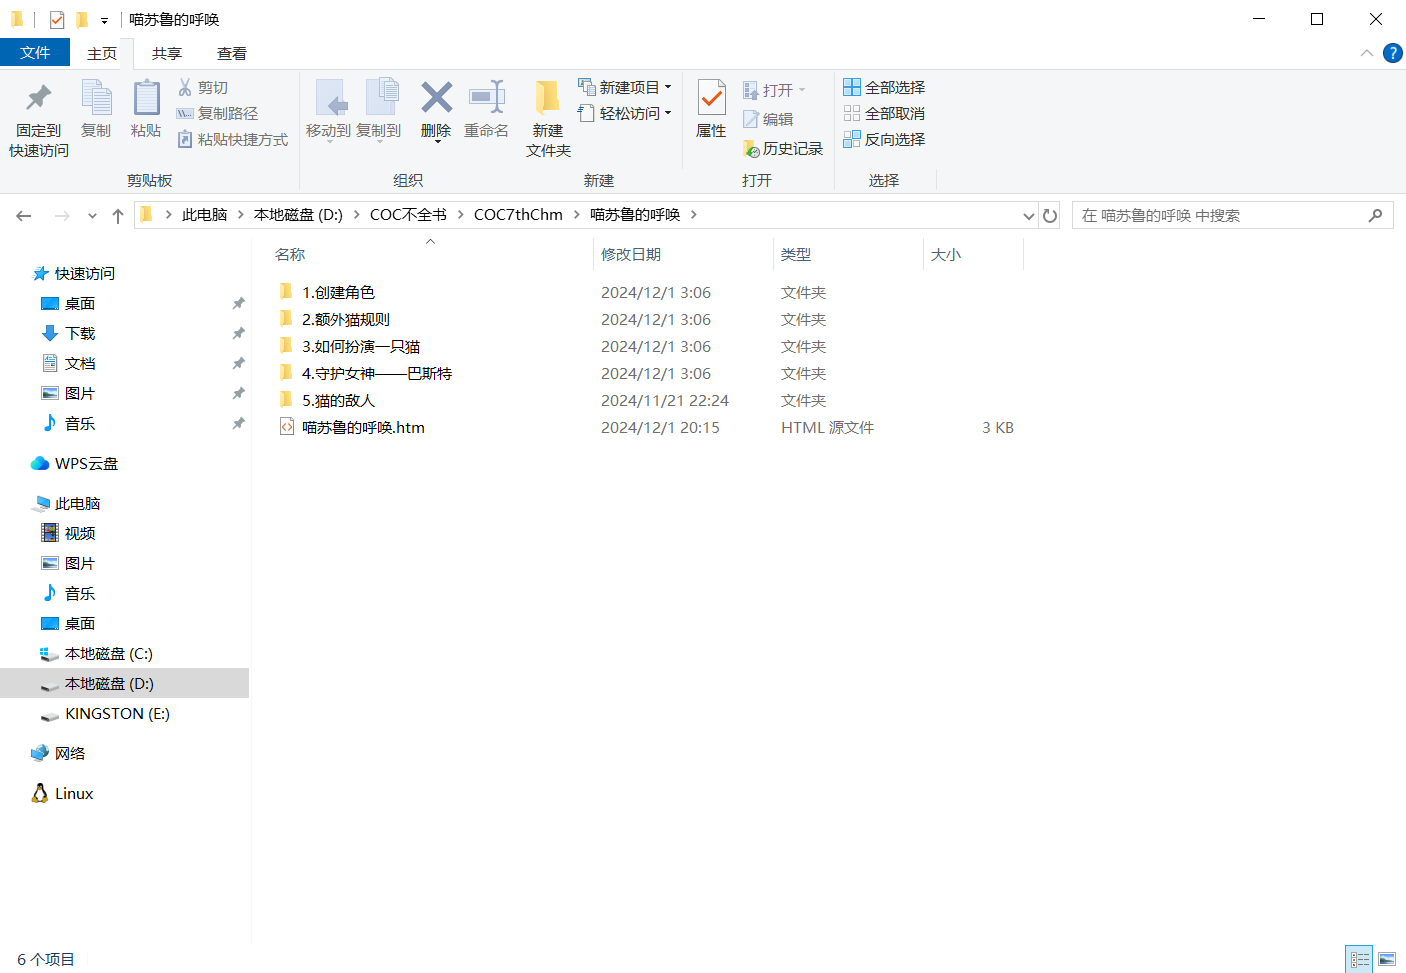 喵苏鲁的呼唤
文件 主页 共享 查看
固定到快速访问
复制
粘贴
剪切
复制路径
粘贴快捷方式
剪贴板
移动到
复制到
删除
重命名
组织
新建文件夹
新建项目
轻松访问
新建
属性
打开
编辑
历史记录
打开
全部选择
全部取消
反向选择
选择
此电脑 本地磁盘 (D:) COC不全书 COC7thChm 喵苏鲁的呼唤
在 喵苏鲁的呼唤 中搜索
快速访问
桌面
下载
文档
图片
音乐
WPS云盘
此电脑
视频
图片
音乐
桌面
本地磁盘 (C:)
本地磁盘 (D:)
KINGSTON (E:)
网络
Linux
名称 修改日期 类型 大小
1.创建角色 2024/12/1 3:06 文件夹
2.额外猫规则 2024/12/1 3:06 文件夹
3.如何扮演一只猫 2024/12/1 3:06 文件夹
4.守护女神——巴斯特 2024/12/1 3:06 文件夹
5.猫的敌人 2024/11/21 22:24 文件夹
喵苏鲁的呼唤.htm 2024/12/1 20:15 HTML 源文件 3 KB
6 个项目